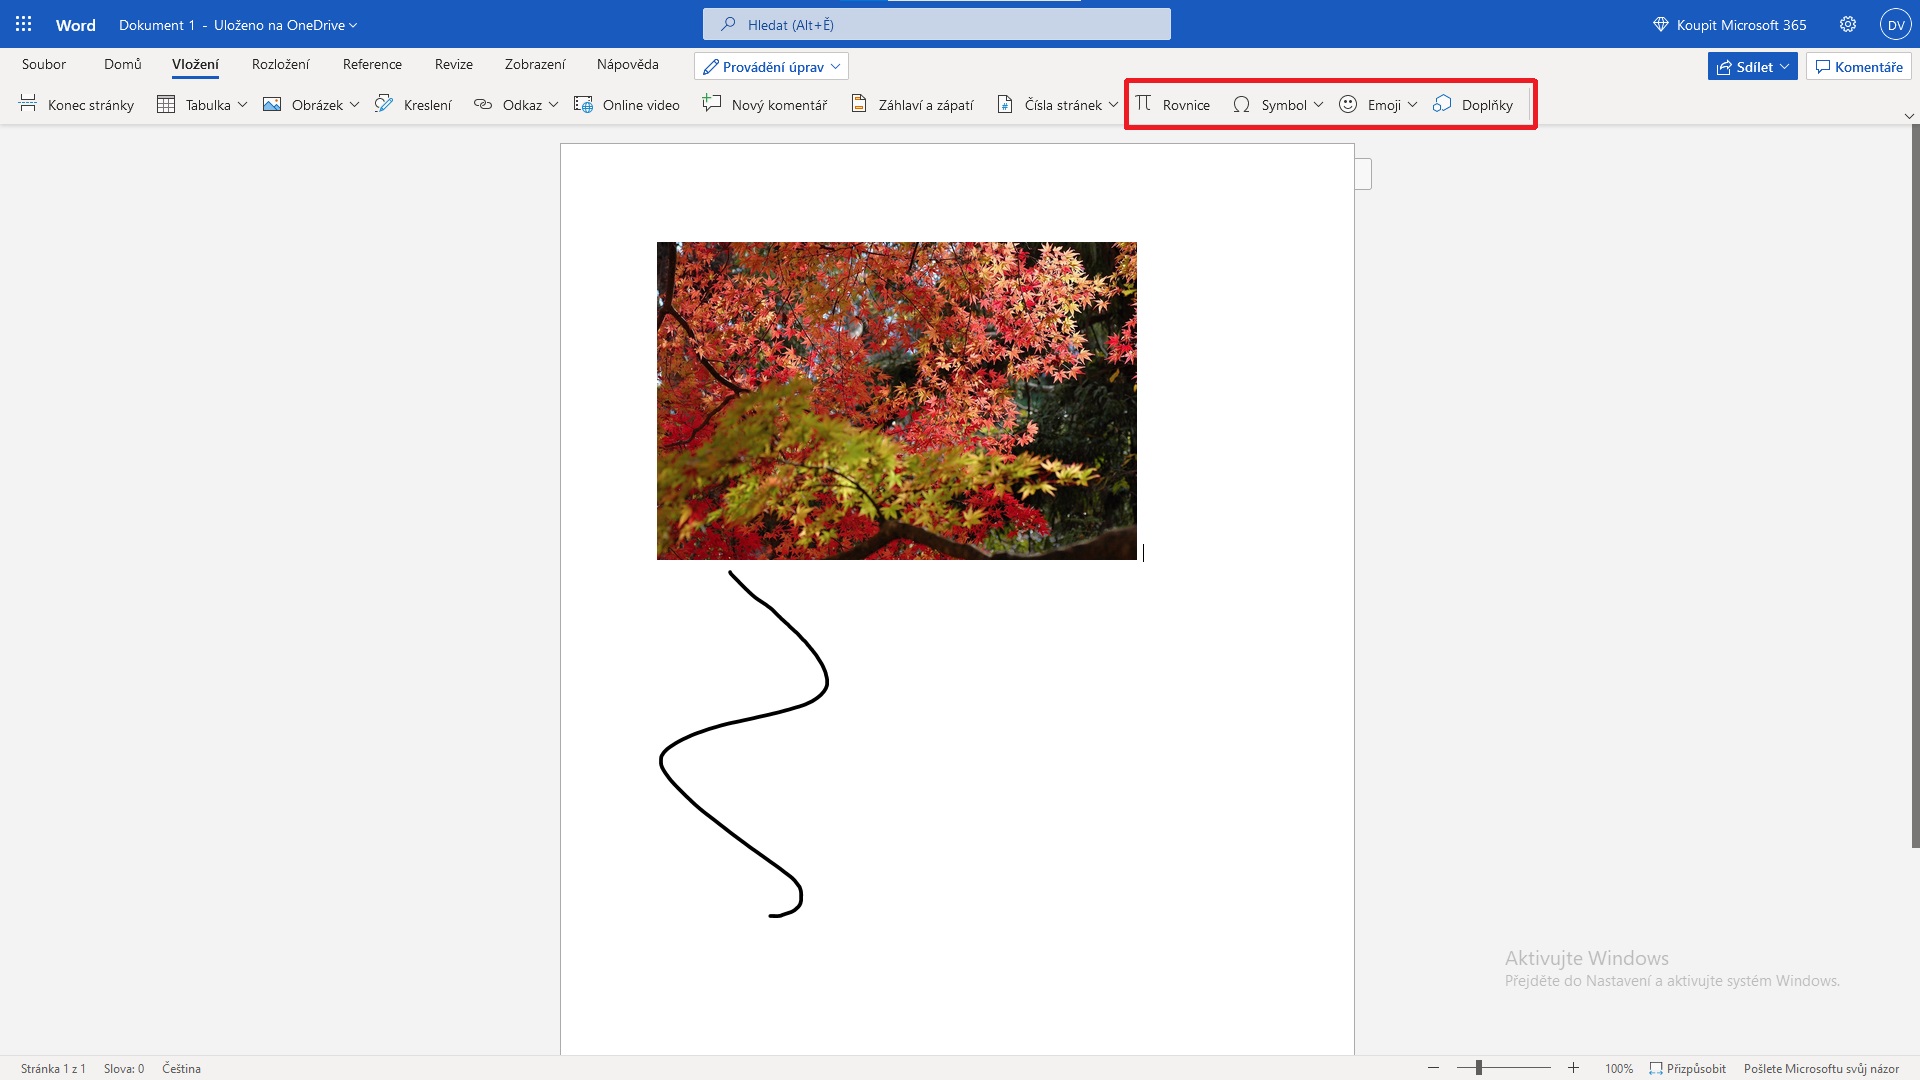 Word Dokument 1 - Uloženo na OneDrive Hledat (Alt+Ě) Koupit Microsoft 365 DV
Soubor Domů Vložení Rozložení Reference Revize Zobrazení Nápověda Provádění úprav Sdílet Komentáře
Konec stránky Tabulka Obrázek Kreslení Odkaz Online video Nový komentář Záhlaví a zápatí Čísla stránek Rovnice Symbol Emoji Doplňky
Aktivujte Windows
Přejděte do Nastavení a aktivujte systém Windows.
Stránka 1 z 1 Slova: 0 Čeština 100% Přizpůsobit Pošlete Microsoftu svůj názor